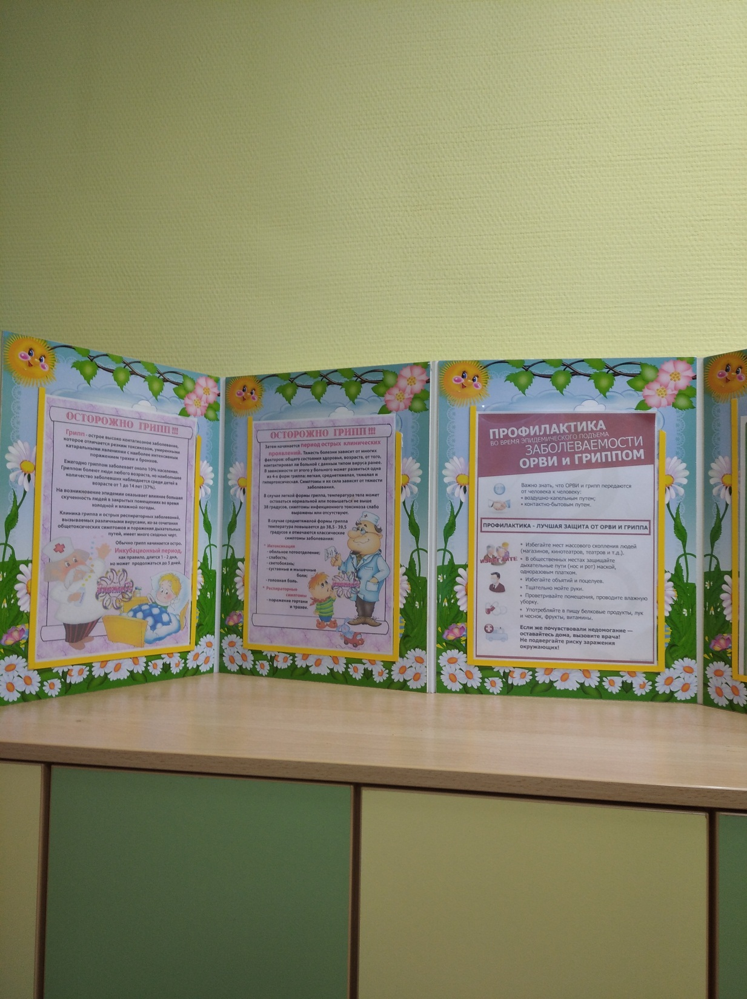 ОСТОРОЖНО ГРИПП!!!
Грипп - острое высоко контагиозное заболевание,
которое отличается резким токсикозом, умеренными
катаральными явлениями с наиболее интенсивным
поражением трахеи и бронхов.
Ежегодно гриппом заболевает около 10% населения.
Гриппом болеют люди любого возраста, но наибольшее
количество заболевших наблюдается среди детей в
возрасте от 1 до 14 лет (37%).
На возникновение эпидемии оказывает влияние большая
скученность людей в закрытых помещениях во время
холодной и влажной погоды.
Клиника гриппа и острых респираторных заболеваний,
вызываемых различными вирусами, из-за сочетания
общетоксических симптомов и поражения дыхательных
путей, имеет много сходных черт.
Обычно грипп начинается остро.
Инкубационный период,
как правило, длится 1 - 2 дня,
но может продолжаться до 5 дней.
ОСТОРОЖНО ГРИПП!!!
Затем начинается период острых клинических
проявлений. Тяжесть болезни зависит от многих
факторов: общего состояния здоровья, возраста, от того,
контактировал ли больной с данным типом вируса ранее.
В зависимости от этого у больного может развиться одна
из 4-х форм гриппа: легкая, среднетяжелая, тяжелая и
гипертоксическая. Симптомы и их сила зависят от тяжести
заболевания.
В случае легкой формы гриппа, температура тела может
оставаться нормальной или повышаться не выше
38 градусов, симптомы инфекционного токсикоза слабо
выражены или отсутствуют.
В случае среднетяжелой формы гриппа
температура повышается до 38,5 - 39,5
градусов и отмечаются классические
симптомы заболевания:
* Интоксикация
- обильное потоотделение;
- слабость;
- светобоязнь;
- суставные и мышечные
боли;
- головная боль.
* Респираторные
симптомы
- поражение гортани
и трахеи.
ПРОФИЛАКТИКА
ВО ВРЕМЯ ЭПИДЕМИЧЕСКОГО ПОДЪЕМА
ЗАБОЛЕВАЕМОСТИ
ОРВИ и ГРИППОМ
Важно знать, что ОРВИ и грипп передаются
от человека к человеку:
• воздушно-капельным путем;
• контактно-бытовым путем.
ПРОФИЛАКТИКА - ЛУЧШАЯ ЗАЩИТА ОТ ОРВИ И ГРИППА
ИЗБЕГАЙТЕ
• Избегайте мест массового скопления людей
(магазинов, кинотеатров, театров и т.д.).
• В общественных местах защищайте
дыхательные пути (нос и рот) маской,
одноразовым платком.
• Избегайте объятий и поцелуев.
• Тщательно мойте руки.
• Проветривайте помещения, проводите влажную
уборку.
• Употребляйте в пищу белковые продукты, лук
и чеснок, фрукты, витамины.
Если же почувствовали недомогание —
оставайтесь дома, вызовите врача!
Не подвергайте риску заражения
окружающих!